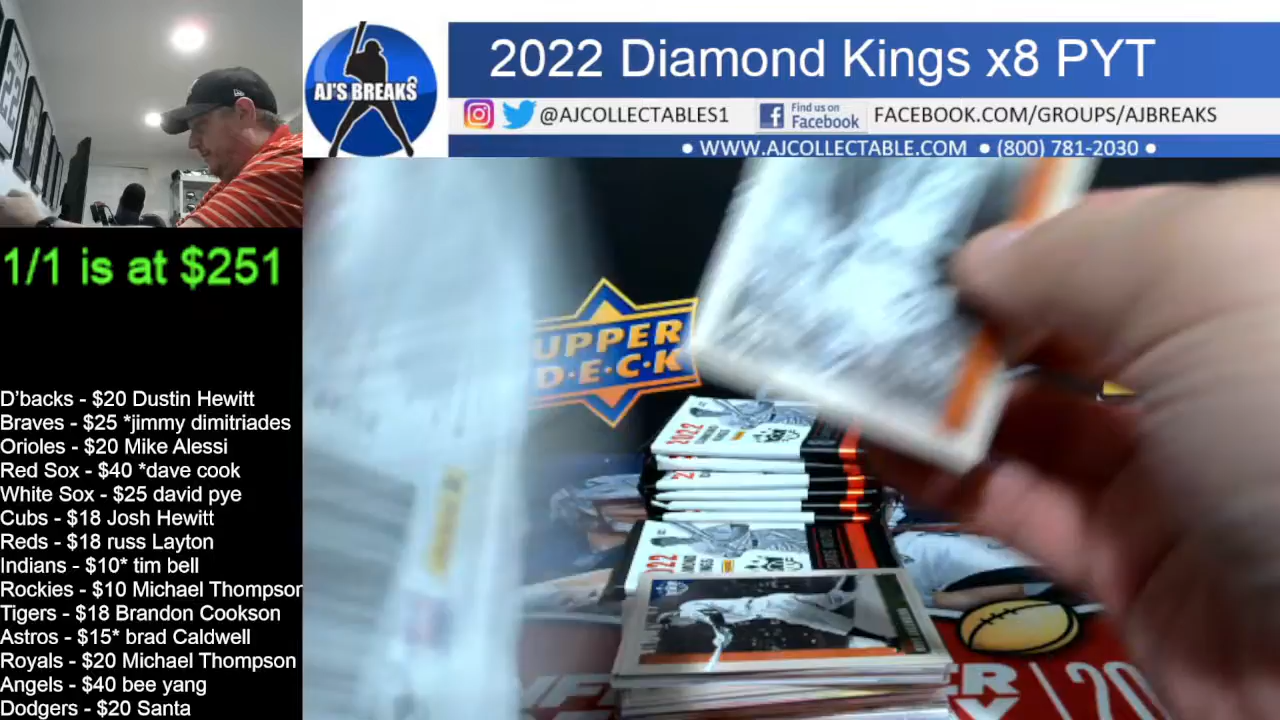 AJ'S BREAKS
2022 Diamond Kings x8 PYT
@AJCOLLECTABLES1
Find us on
Facebook
FACEBOOK.COM/GROUPS/AJBREAKS
• WWW.AJCOLLECTABLE.COM • (800) 781-2030 •
1/1 is at $251
D'backs - $20 Dustin Hewitt
Braves - $25 *jimmy dimitriades
Orioles - $20 Mike Alessi
Red Sox - $40 *dave cook
White Sox - $25 david pye
Cubs - $18 Josh Hewitt
Reds - $18 russ Layton
Indians - $10* tim bell
Rockies - $10 Michael Thompson
Tigers - $18 Brandon Cookson
Astros - $15* brad Caldwell
Royals - $20 Michael Thompson
Angels - $40 bee yang
Dodgers - $20 Santa
UPPER
D•E•C•K
2022